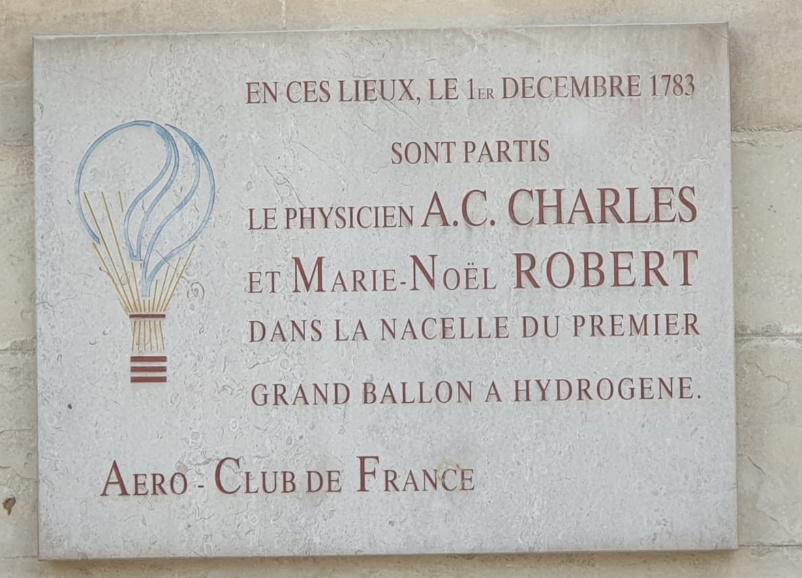 EN CES LIEUX, LE 1ER DECEMBRE 1783
SONT PARTIS
LE PHYSICIEN A.C. CHARLES
ET MARIE-NOËL ROBERT
DANS LA NACELLE DU PREMIER
GRAND BALLON A HYDROGENE.
AERO - CLUB DE FRANCE